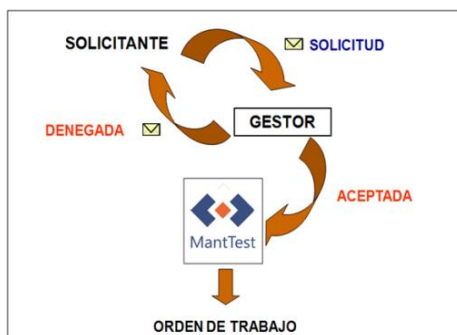 SOLICITANTE
SOLICITUD
DENEGADA
GESTOR
ACEPTADA
MantTest
ORDEN DE TRABAJO